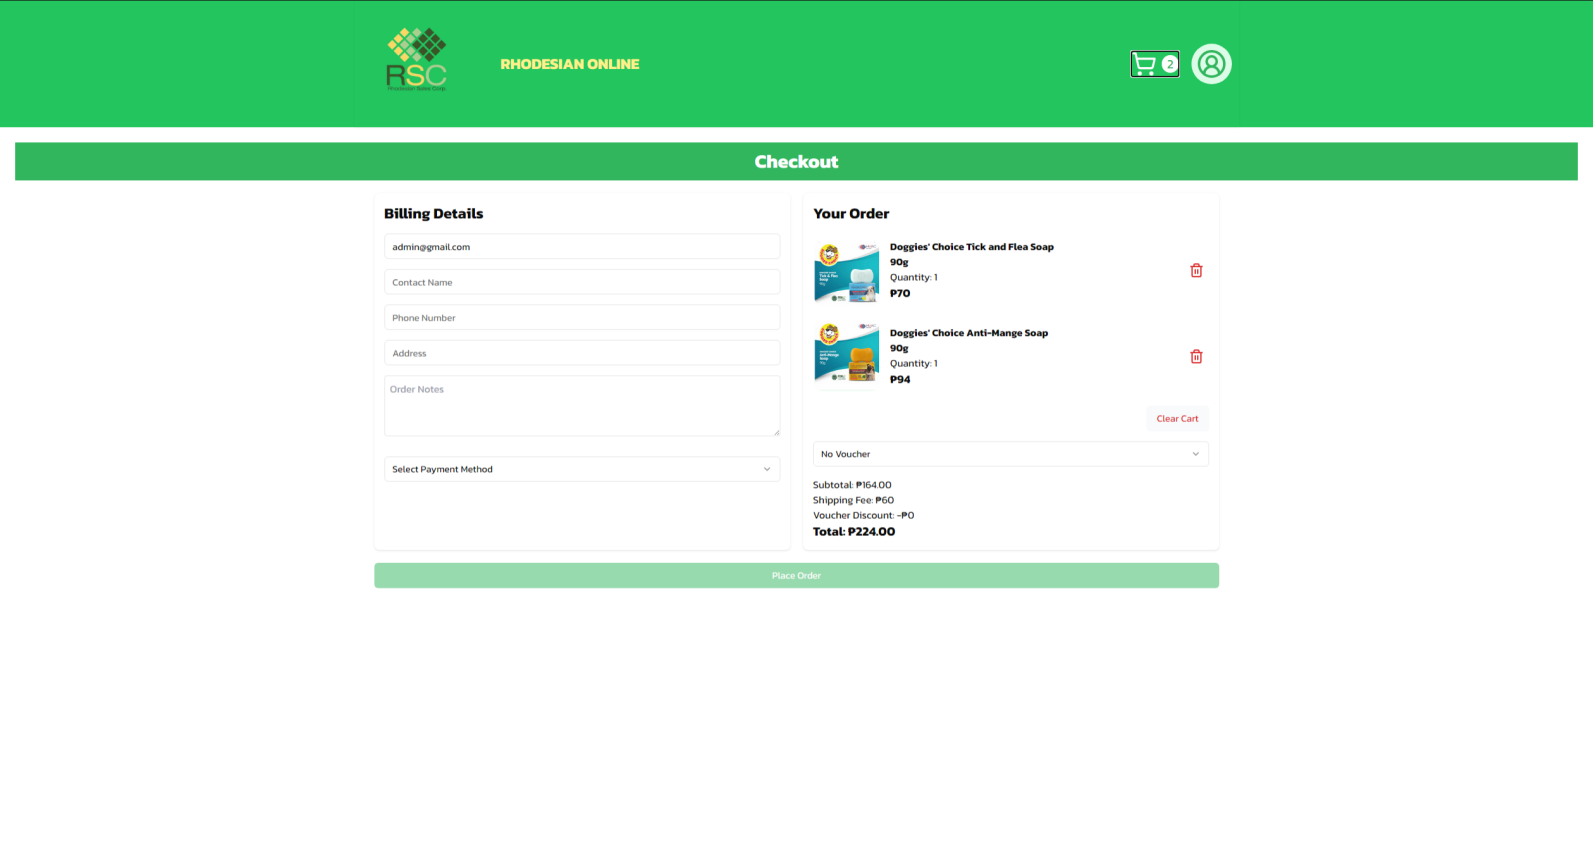 RSC
Rhodesian Sales Corp.
RHODESIAN ONLINE
2
Checkout
Billing Details
admin@gmail.com
Contact Name
Phone Number
Address
Order Notes
Select Payment Method
Your Order
Doggies' Choice Tick and Flea Soap
90g
Quantity: 1
₱70
Doggies' Choice Anti-Mange Soap
90g
Quantity: 1
₱94
Clear Cart
No Voucher
Subtotal: ₱164.00
Shipping Fee: ₱60
Voucher Discount: -₱0
Total: ₱224.00
Place Order